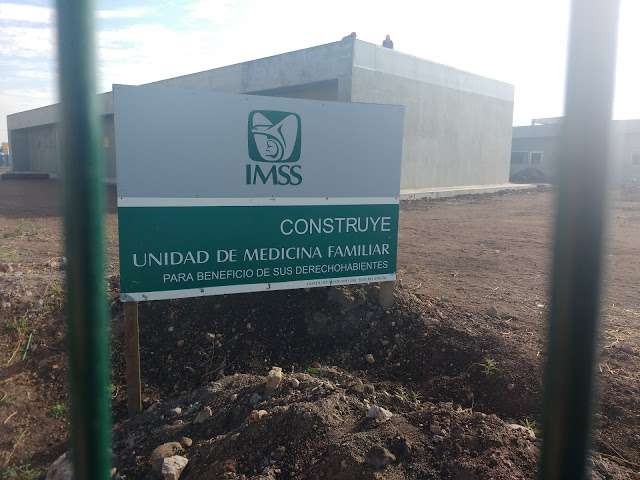 IMSS
CONSTRUYE
UNIDAD DE MEDICINA FAMILIAR
PARA BENEFICIO DE SUS DERECHOHABIENTES